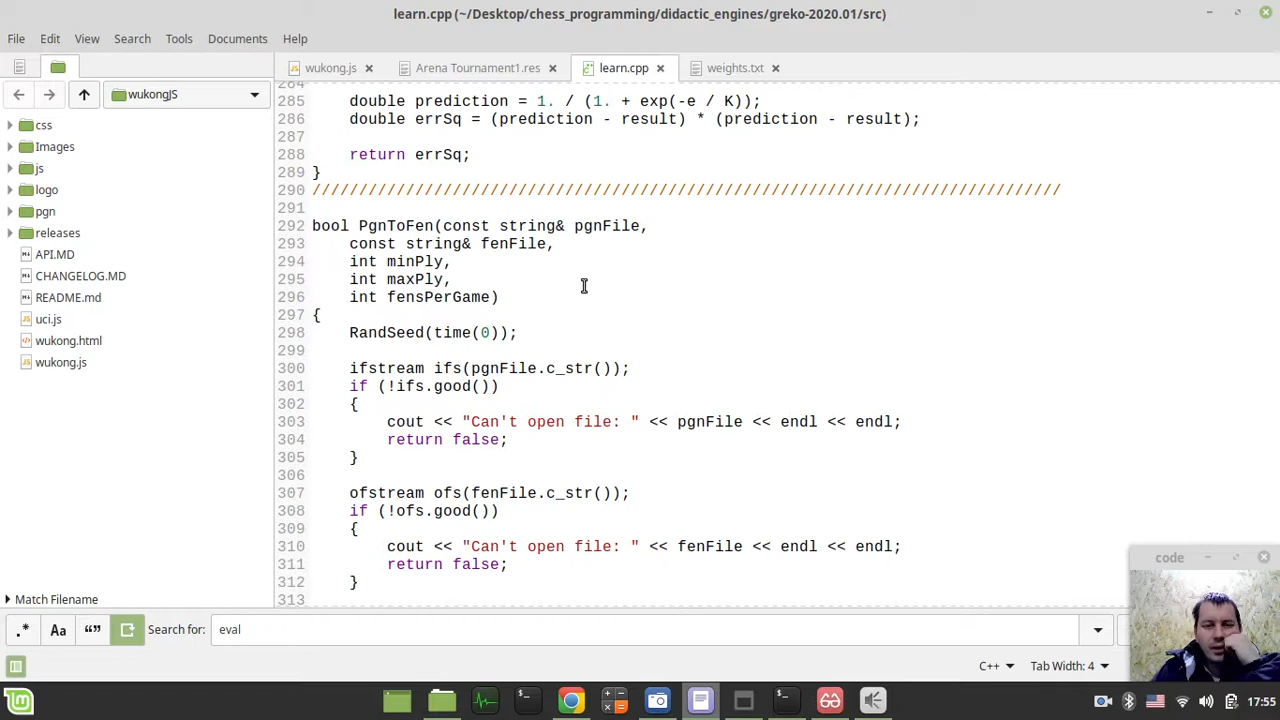 learn.cpp (~/Desktop/chess_programming/didactic_engines/greko-2020.01/src)
File Edit View Search Tools Documents Help
wukong.js Arena Tournament1.res learn.cpp weights.txt
wukongJS
css
Images
js
logo
pgn
releases
API.MD
CHANGELOG.MD
README.md
uci.js
wukong.html
wukong.js
Match Filename
284
285 double prediction = 1. / (1. + exp(-e / K));
286 double errSq = (prediction - result) * (prediction - result);
287
288 return errSq;
289 }
290 ////////////////////////////////////////////////////////////////////////////////
291
292 bool PgnToFen(const string& pgnFile,
293 const string& fenFile,
294 int minPly,
295 int maxPly,
296 int fensPerGame)
297 {
298 RandSeed(time(0));
299
300 ifstream ifs(pgnFile.c_str());
301 if (!ifs.good())
302 {
303 cout << "Can't open file: " << pgnFile << endl << endl;
304 return false;
305 }
306
307 ofstream ofs(fenFile.c_str());
308 if (!ofs.good())
309 {
310 cout << "Can't open file: " << fenFile << endl << endl;
311 return false;
312 }
313
code
.* Aa “” Search for: eval
C++ Tab Width: 4
17:55